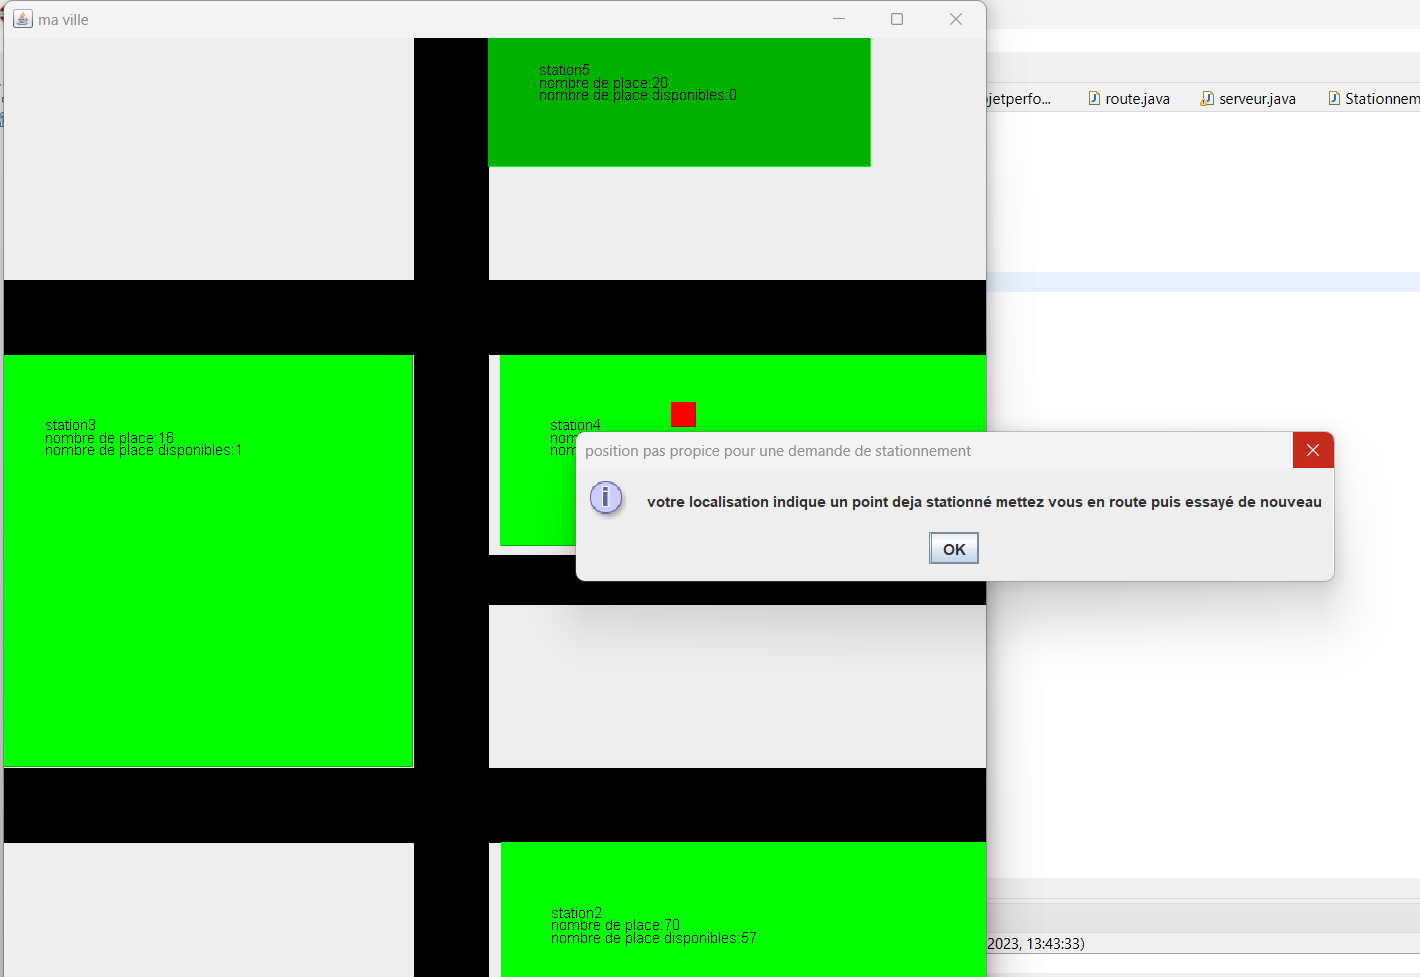 ma ville
station5
nombre de place:20
nombre de place disponibles:0
ojetperfo...
route.java
serveur.java
Stationnem
station3
nombre de place:16
nombre de place disponibles:1
station4
nom
nom
position pas propice pour une demande de stationnement
votre localisation indique un point deja stationné mettez vous en route puis essayé de nouveau
OK
station2
nombre de place:70
nombre de place disponibles:57
2023, 13:43:33)